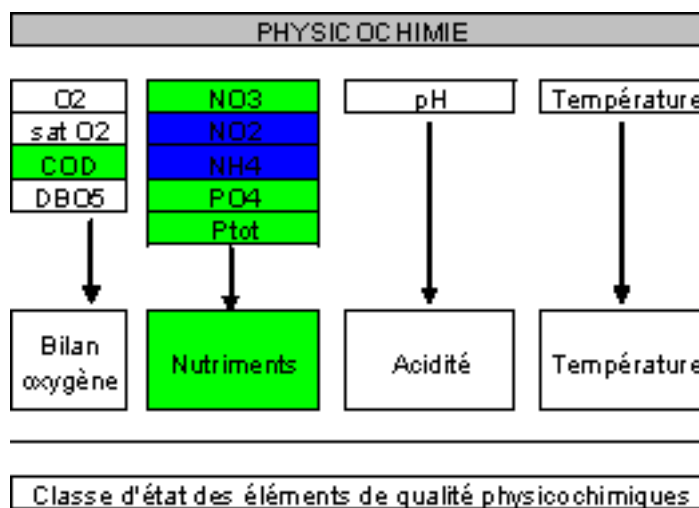 PHYSICOCHIMIE
O2
sat O2
COD
DBO5
NO3
NO2
NH4
PO4
Ptot
pH
Température
Bilan
oxygène
Nutriments
Acidité
Température
Classe d'état des éléments de qualité physicochimiques